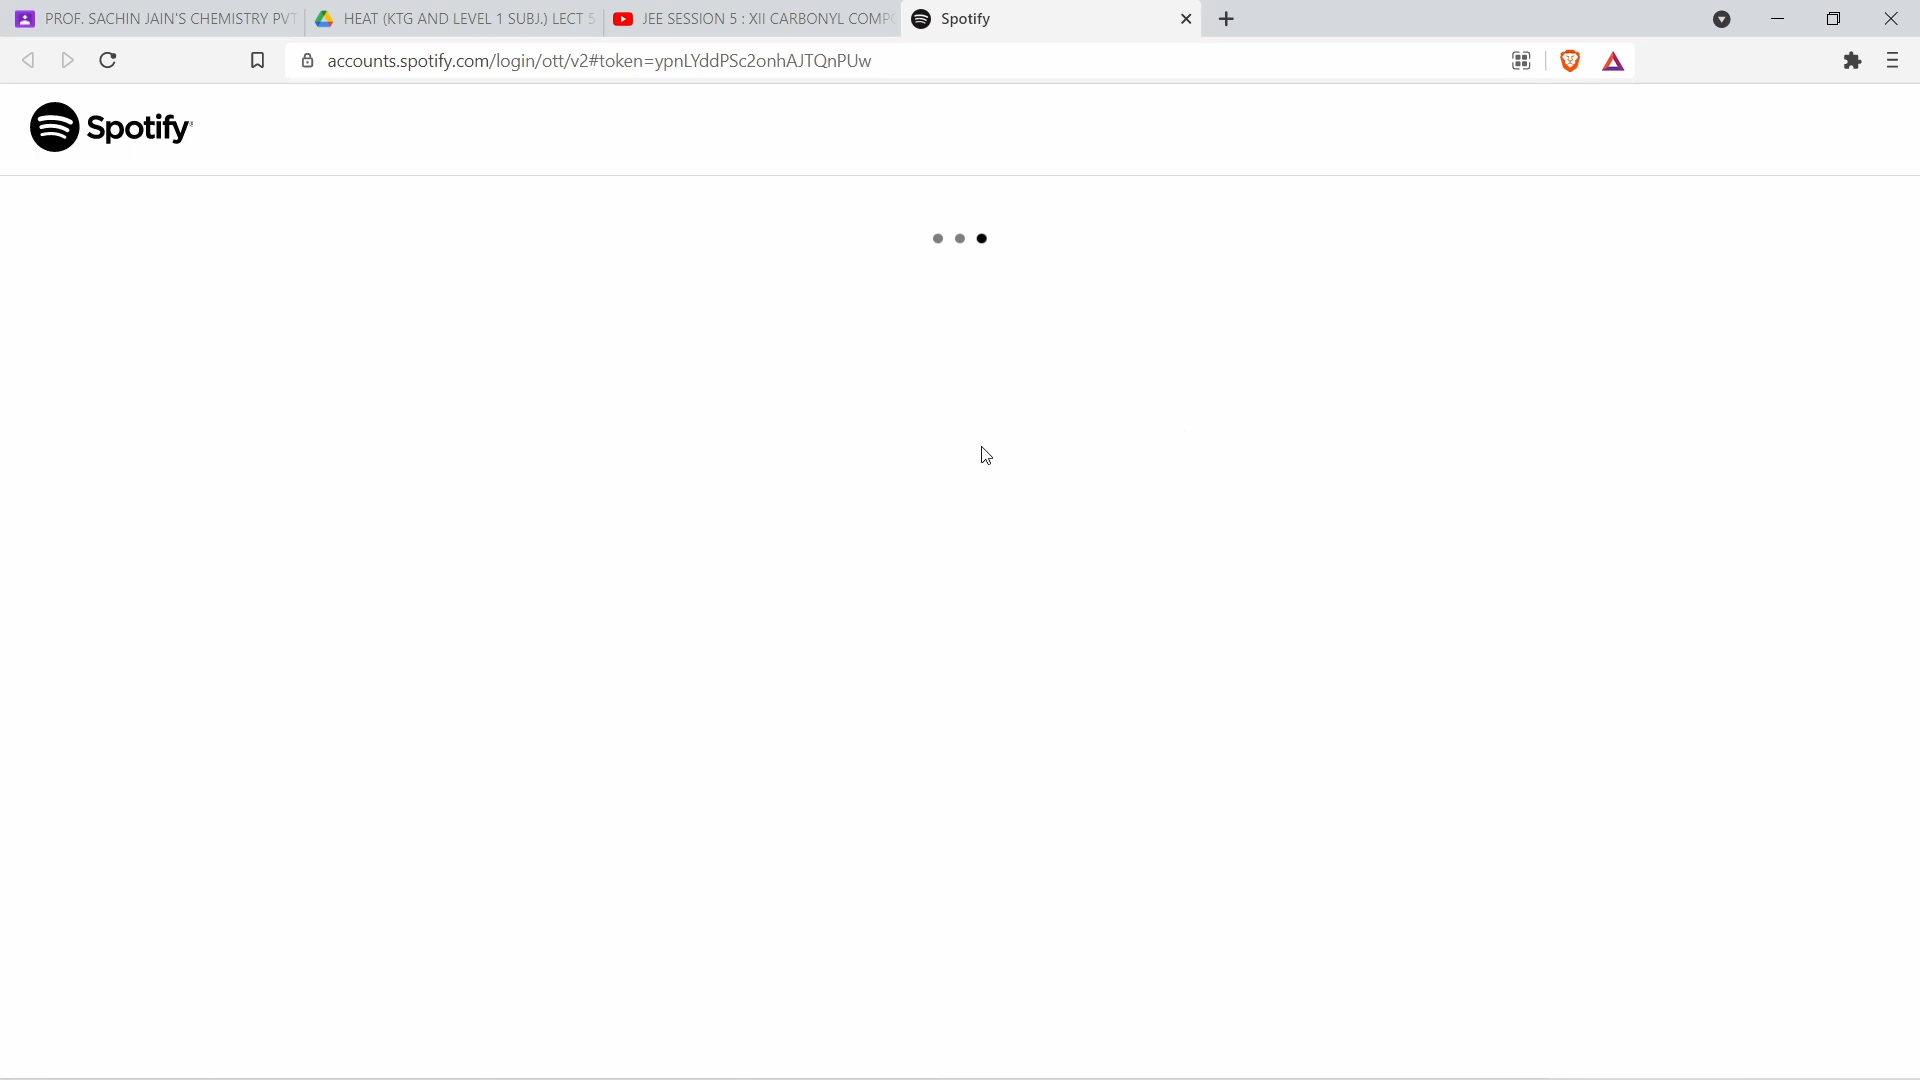 PROF. SACHIN JAIN'S CHEMISTRY PVT
HEAT (KTG AND LEVEL 1 SUBJ.) LECT 5
JEE SESSION 5 : XII CARBONYL COMPO
Spotify
accounts.spotify.com/login/ott/v2#token=ypnLYddPSc2onhAJTQnPUw
Spotify